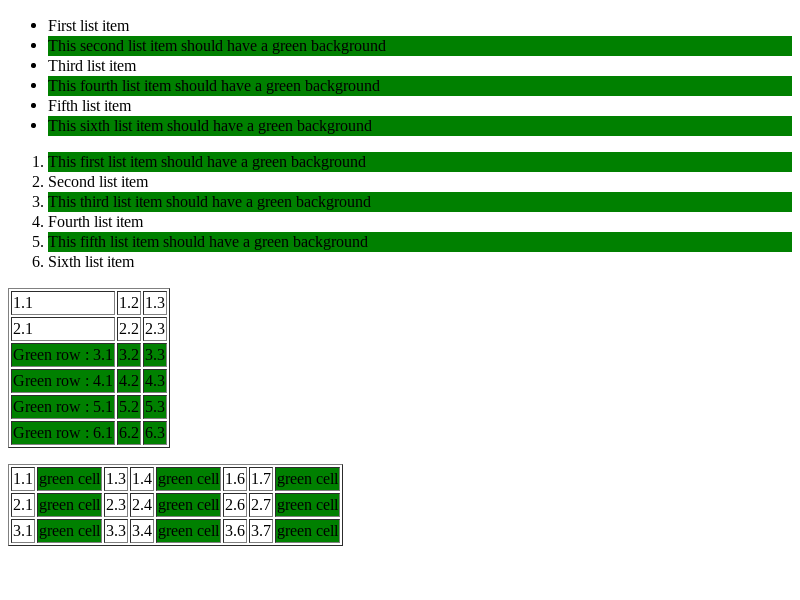 • First list item
• This second list item should have a green background
• Third list item
• This fourth list item should have a green background
• Fifth list item
• This sixth list item should have a green background
1. This first list item should have a green background
2. Second list item
3. This third list item should have a green background
4. Fourth list item
5. This fifth list item should have a green background
6. Sixth list item
1.1 1.2 1.3
2.1 2.2 2.3
Green row : 3.1 3.2 3.3
Green row : 4.1 4.2 4.3
Green row : 5.1 5.2 5.3
Green row : 6.1 6.2 6.3
1.1 green cell 1.3 1.4 green cell 1.6 1.7 green cell
2.1 green cell 2.3 2.4 green cell 2.6 2.7 green cell
3.1 green cell 3.3 3.4 green cell 3.6 3.7 green cell